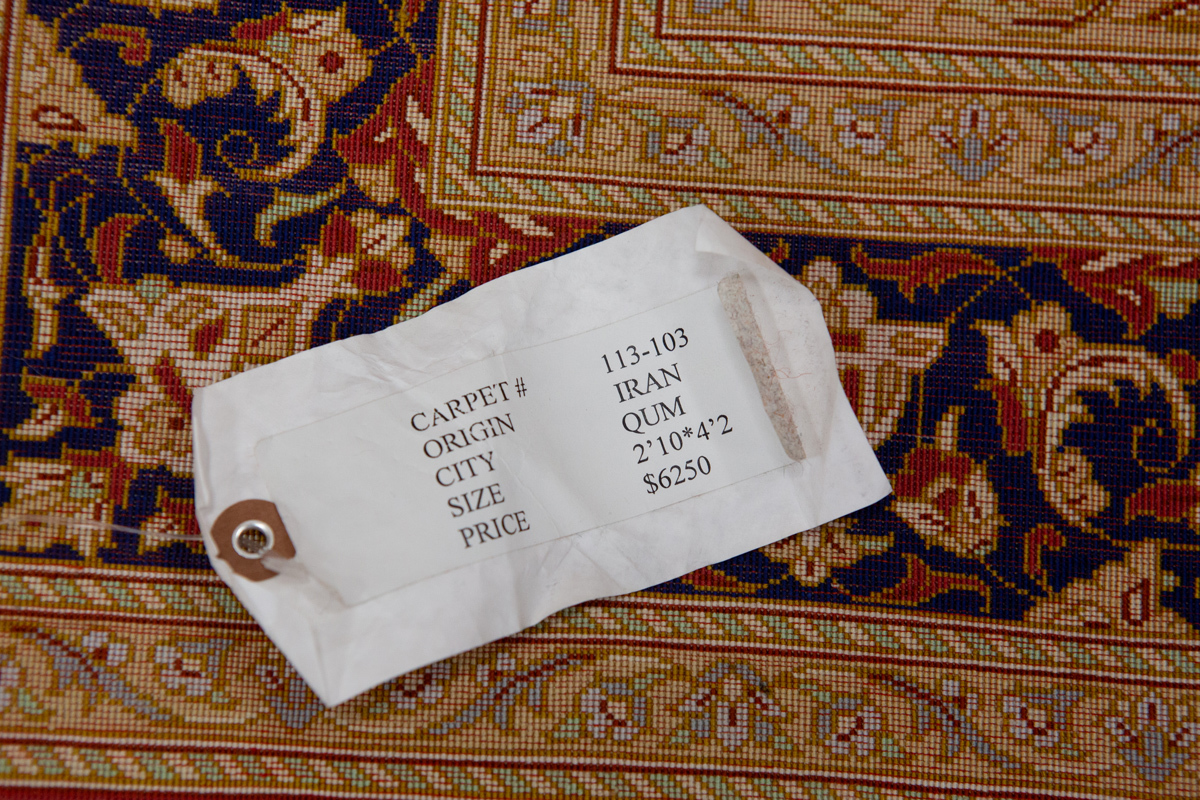 CARPET # 113-103
ORIGIN IRAN
CITY QUM
SIZE 2’10*4’2
PRICE $6250